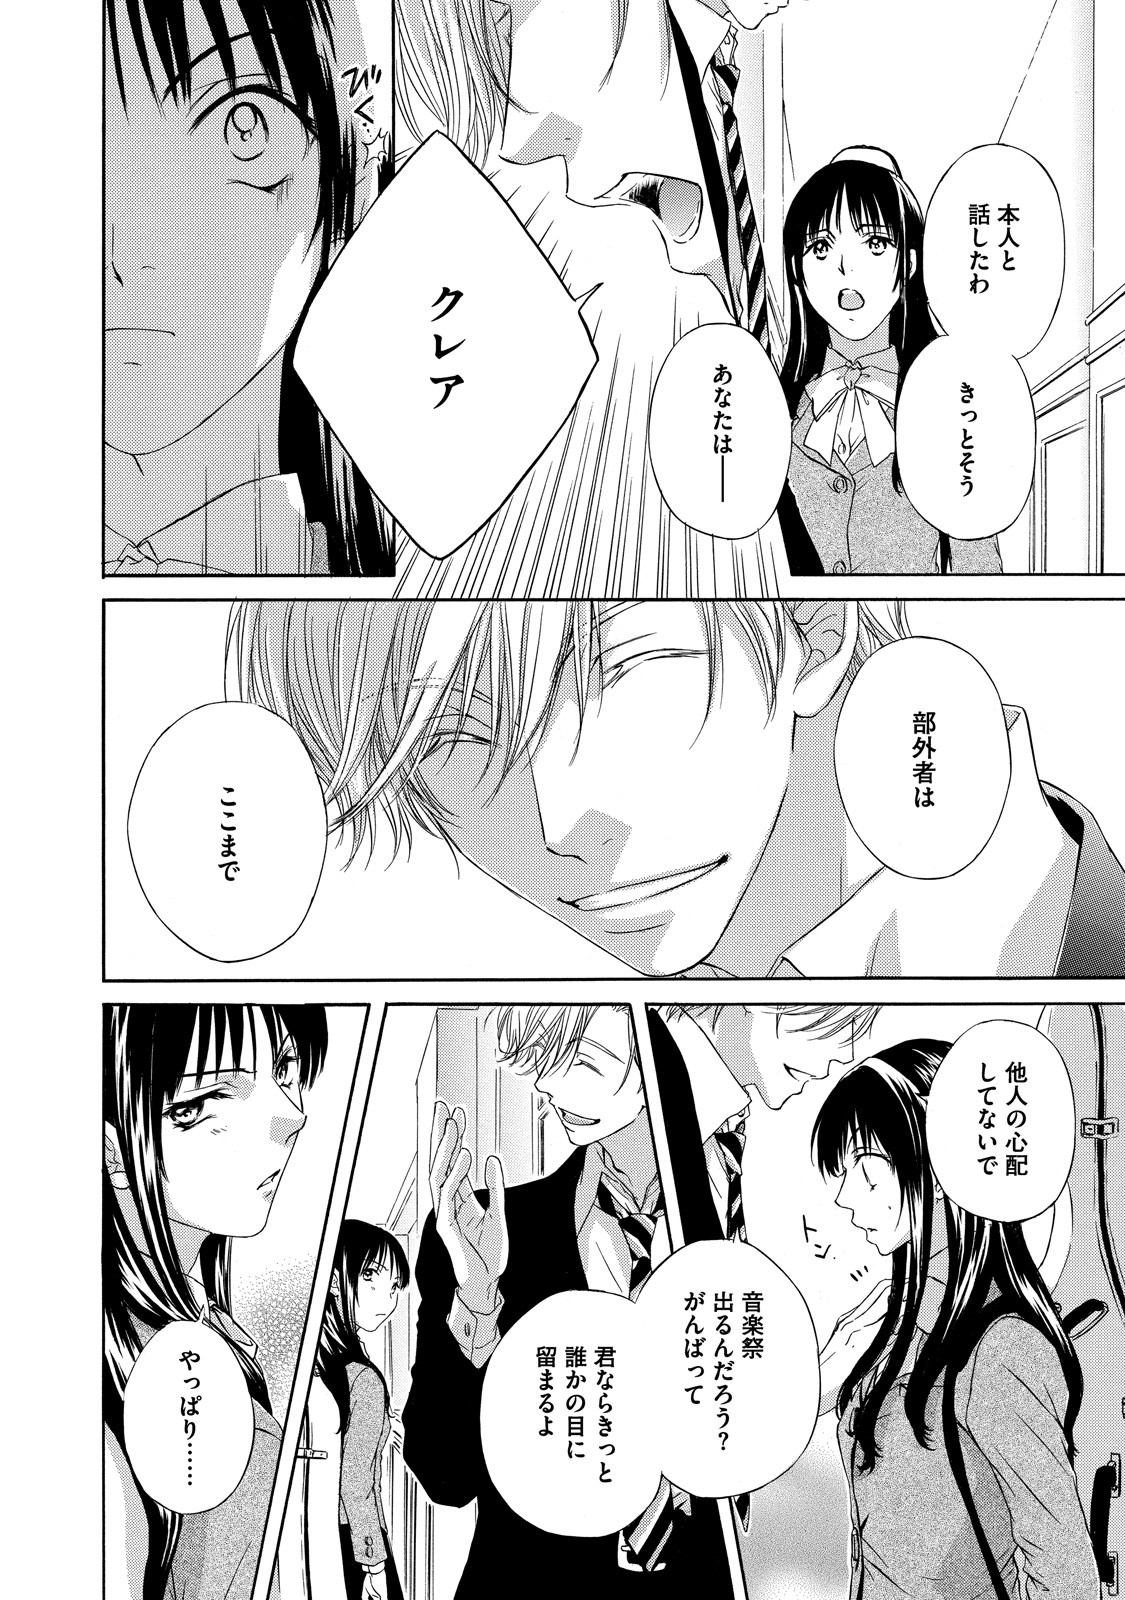 本人と
話したわ
きっとそう
あなたは――
クレア
びくっ
部外者は
ここまで
他人の心配
してないで
トン
音楽祭
出るんだろう?
がんばって
君ならきっと
誰かの目に
留まるよ
やっぱり……